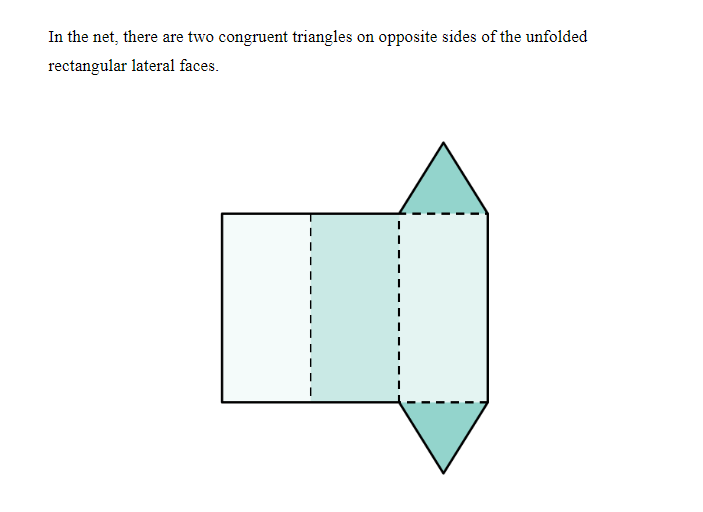 In the net, there are two congruent triangles on opposite sides of the unfolded
rectangular lateral faces.